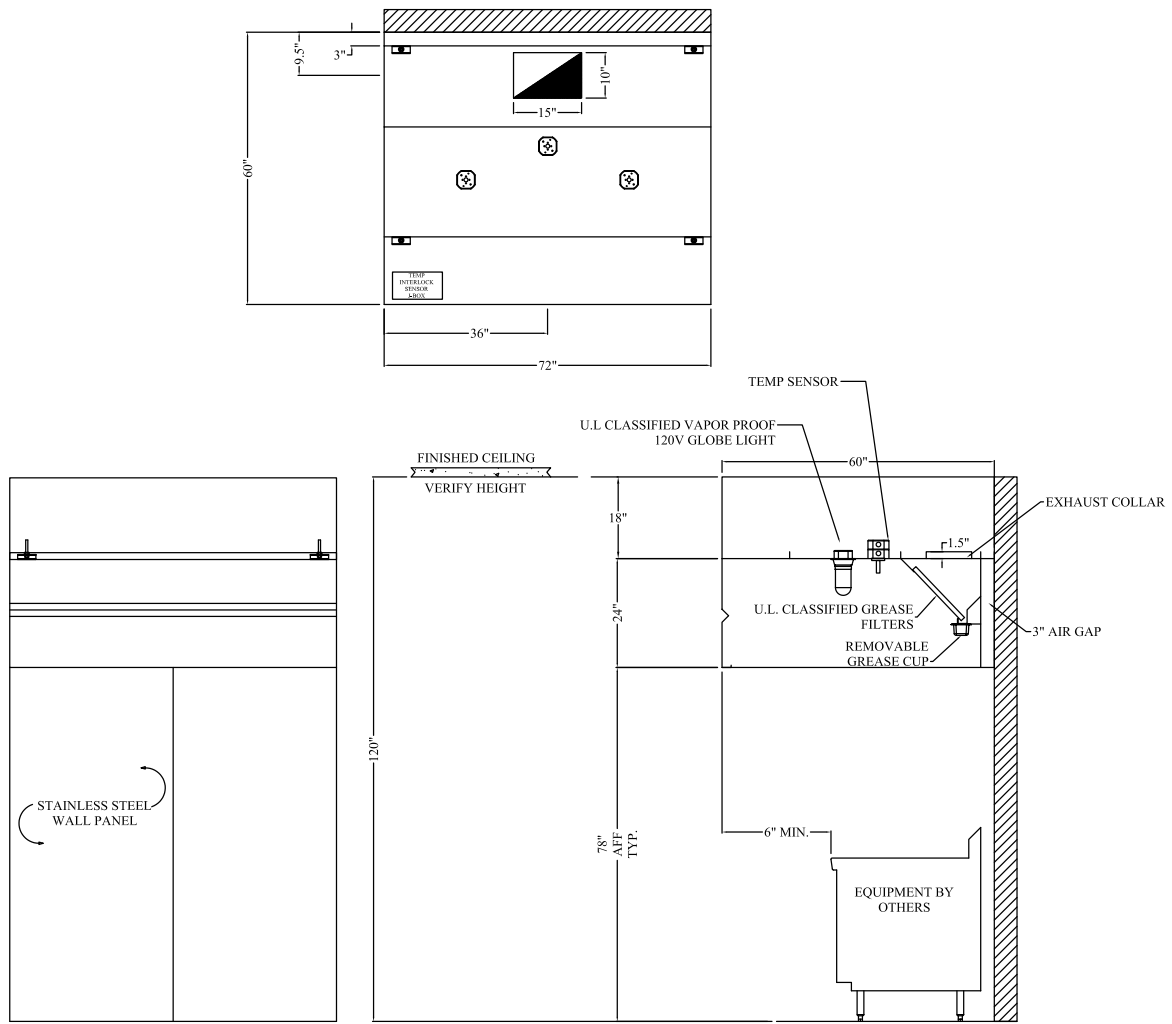 3"
9.5"
10"
15"
60"
TEMP
INTERLOCK
SENSOR
J-BOX
36"
72"
TEMP SENSOR
U.L CLASSIFIED VAPOR PROOF
120V GLOBE LIGHT
FINISHED CEILING
VERIFY HEIGHT
60"
EXHAUST COLLAR
18"
1.5"
U.L. CLASSIFIED GREASE
FILTERS
24"
3" AIR GAP
REMOVABLE
GREASE CUP
120"
STAINLESS STEEL
WALL PANEL
6" MIN.
78"
AFF
TYP.
EQUIPMENT BY
OTHERS